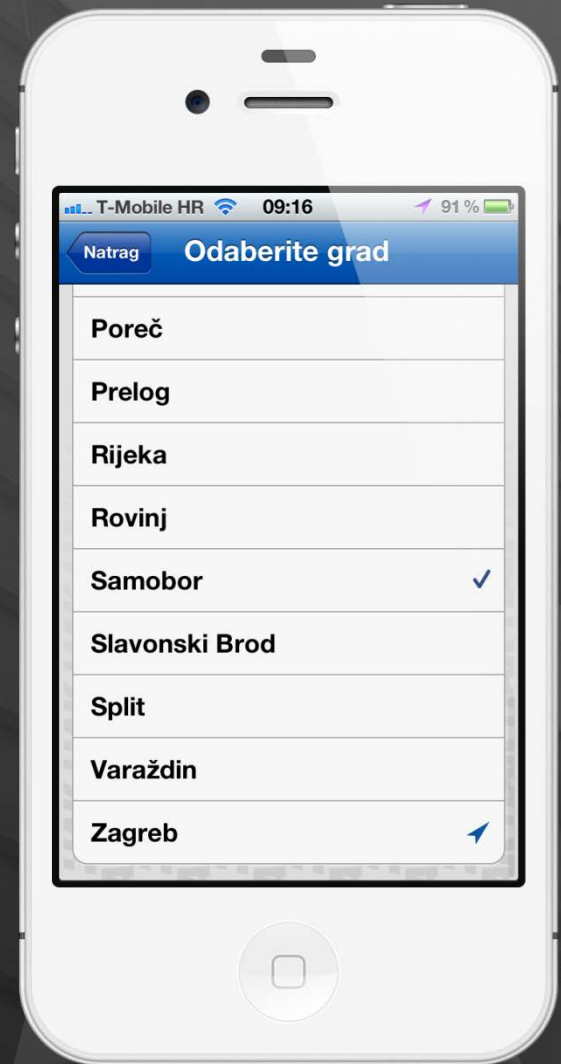 T-Mobile HR 09:16 91 %
Natrag Odaberite grad
Poreč
Prelog
Rijeka
Rovinj
Samobor
Slavonski Brod
Split
Varaždin
Zagreb